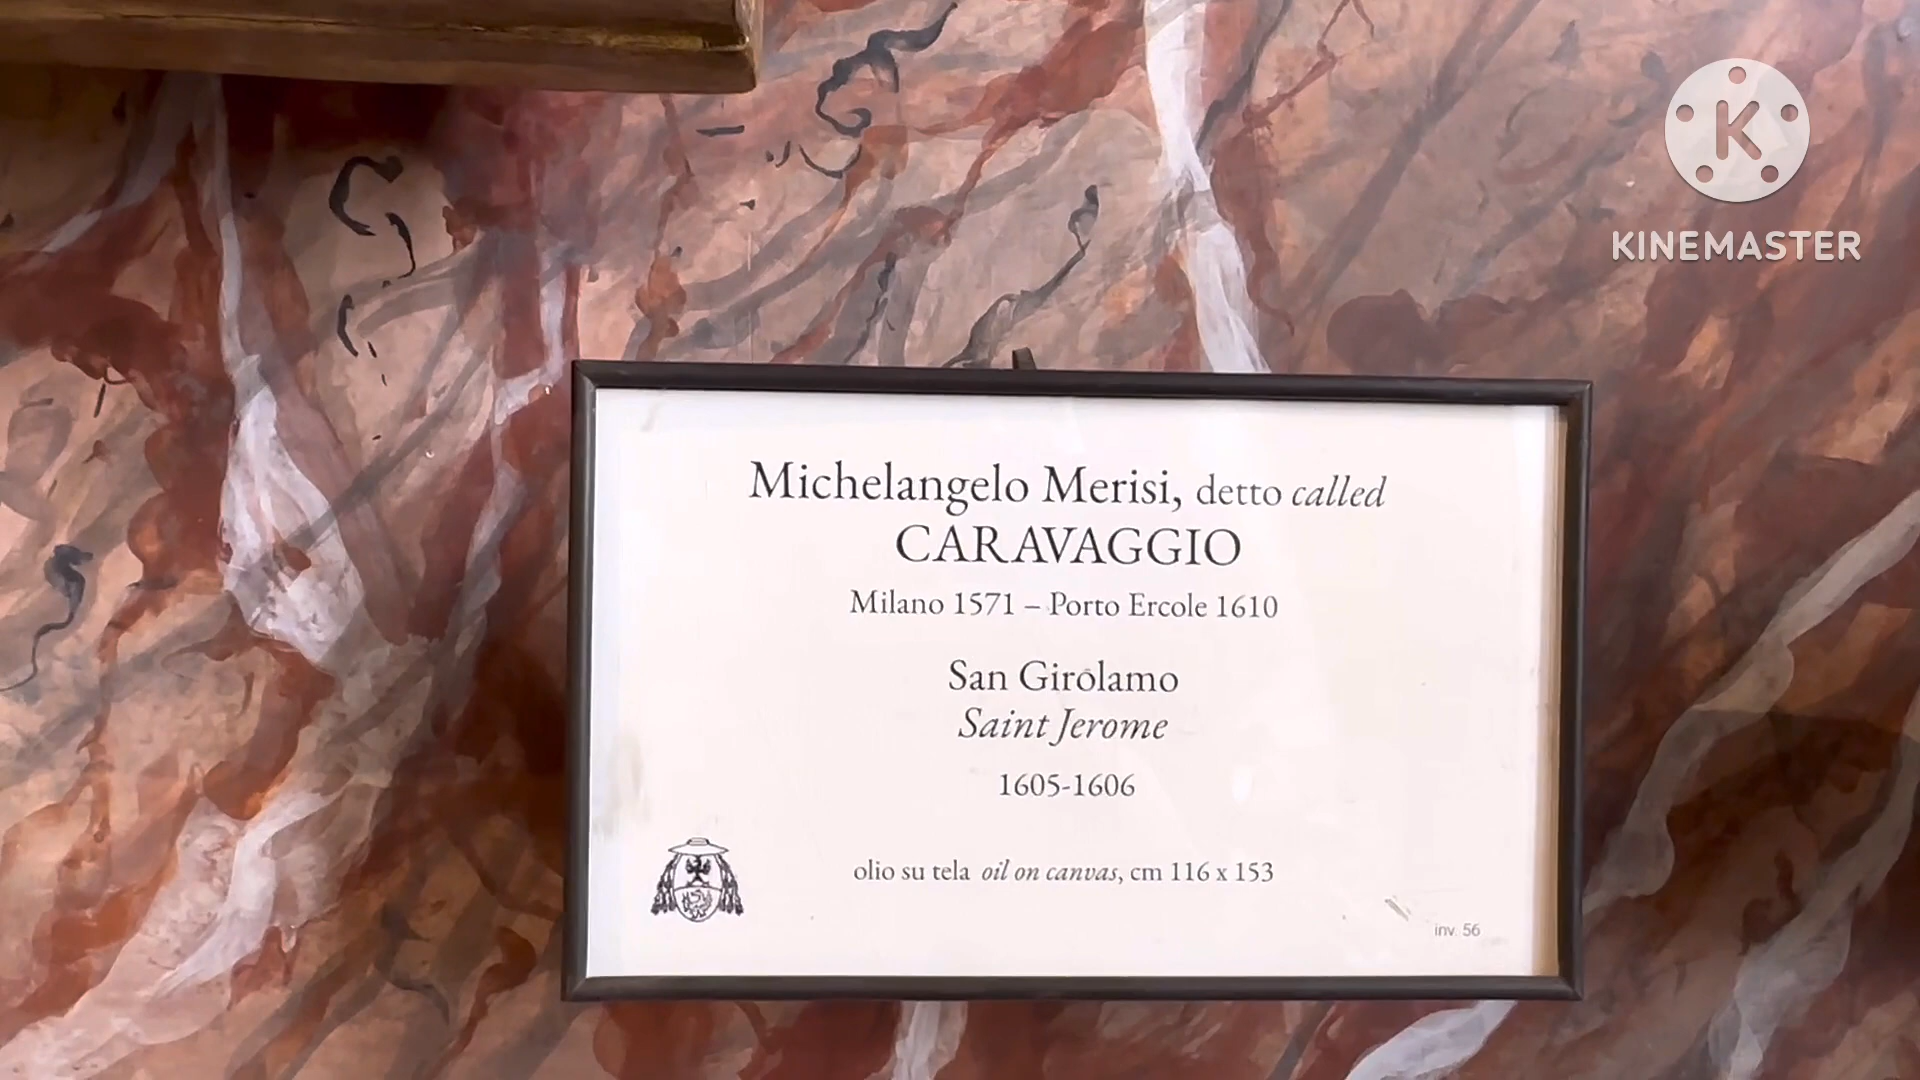 K
KINEMASTER
Michelangelo Merisi, detto called
CARAVAGGIO
Milano 1571 – Porto Ercole 1610
San Girolamo
Saint Jerome
1605-1606
olio su tela oil on canvas, cm 116 x 153
inv. 56